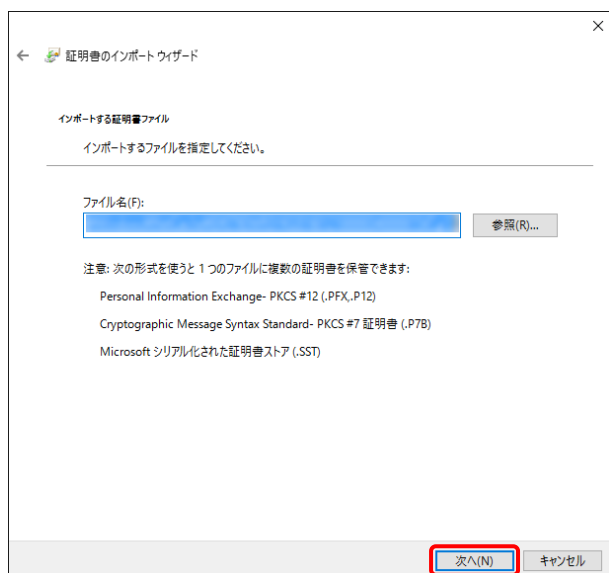 証明書のインポート ウィザード
インポートする証明書ファイル
インポートするファイルを指定してください。
ファイル名(F):
参照(R)...
注意: 次の形式を使うと 1 つのファイルに複数の証明書を保管できます:
Personal Information Exchange- PKCS #12 (.PFX,.P12)
Cryptographic Message Syntax Standard- PKCS #7 証明書 (.P7B)
Microsoft シリアル化された証明書ストア (.SST)
次へ(N)
キャンセル